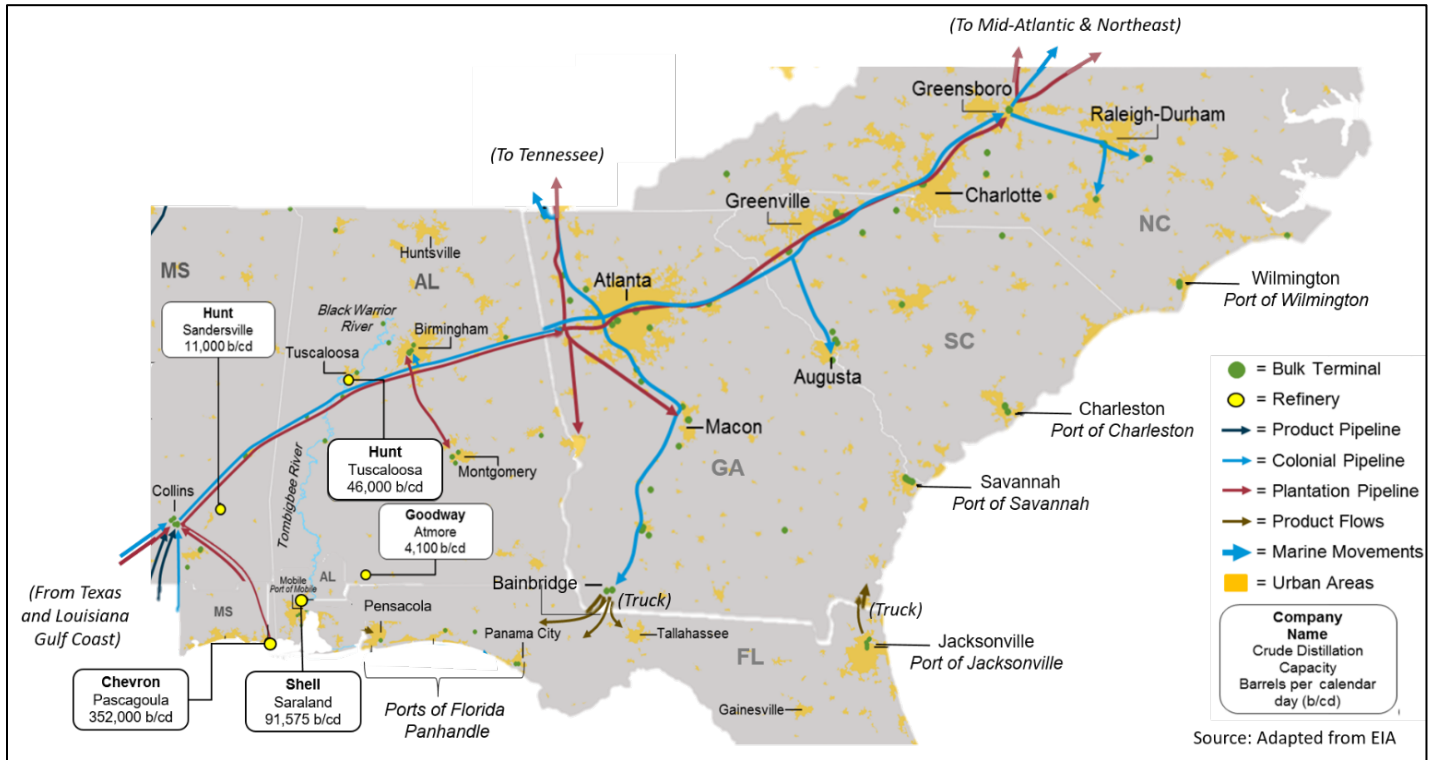 (To Mid-Atlantic & Northeast)
Greensboro
Raleigh-Durham
(To Tennessee)
Greenville
Charlotte
NC
Huntsville
MS
AL
Atlanta
Wilmington
Port of Wilmington
Hunt
Sandersville
11,000 b/cd
Black Warrior
River
Birmingham
Tuscaloosa
SC
Augusta
Charleston
Port of Charleston
Macon
GA
Hunt
Tuscaloosa
46,000 b/cd
Montgomery
Savannah
Port of Savannah
Collins
Tombigbee River
Goodway
Atmore
4,100 b/cd
(From Texas
and Louisiana
Gulf Coast)
MS
Mobile
Port of Mobile
AL
Pensacola
Bainbridge
(Truck)
Panama City
Tallahassee
(Truck)
Jacksonville
Port of Jacksonville
FL
Gainesville
Chevron
Pascagoula
352,000 b/cd
Shell
Saraland
91,575 b/cd
Ports of Florida
Panhandle
= Bulk Terminal
= Refinery
= Product Pipeline
= Colonial Pipeline
= Plantation Pipeline
= Product Flows
= Marine Movements
= Urban Areas
Company
Name
Crude Distillation
Capacity
Barrels per calendar
day (b/cd)
Source: Adapted from EIA